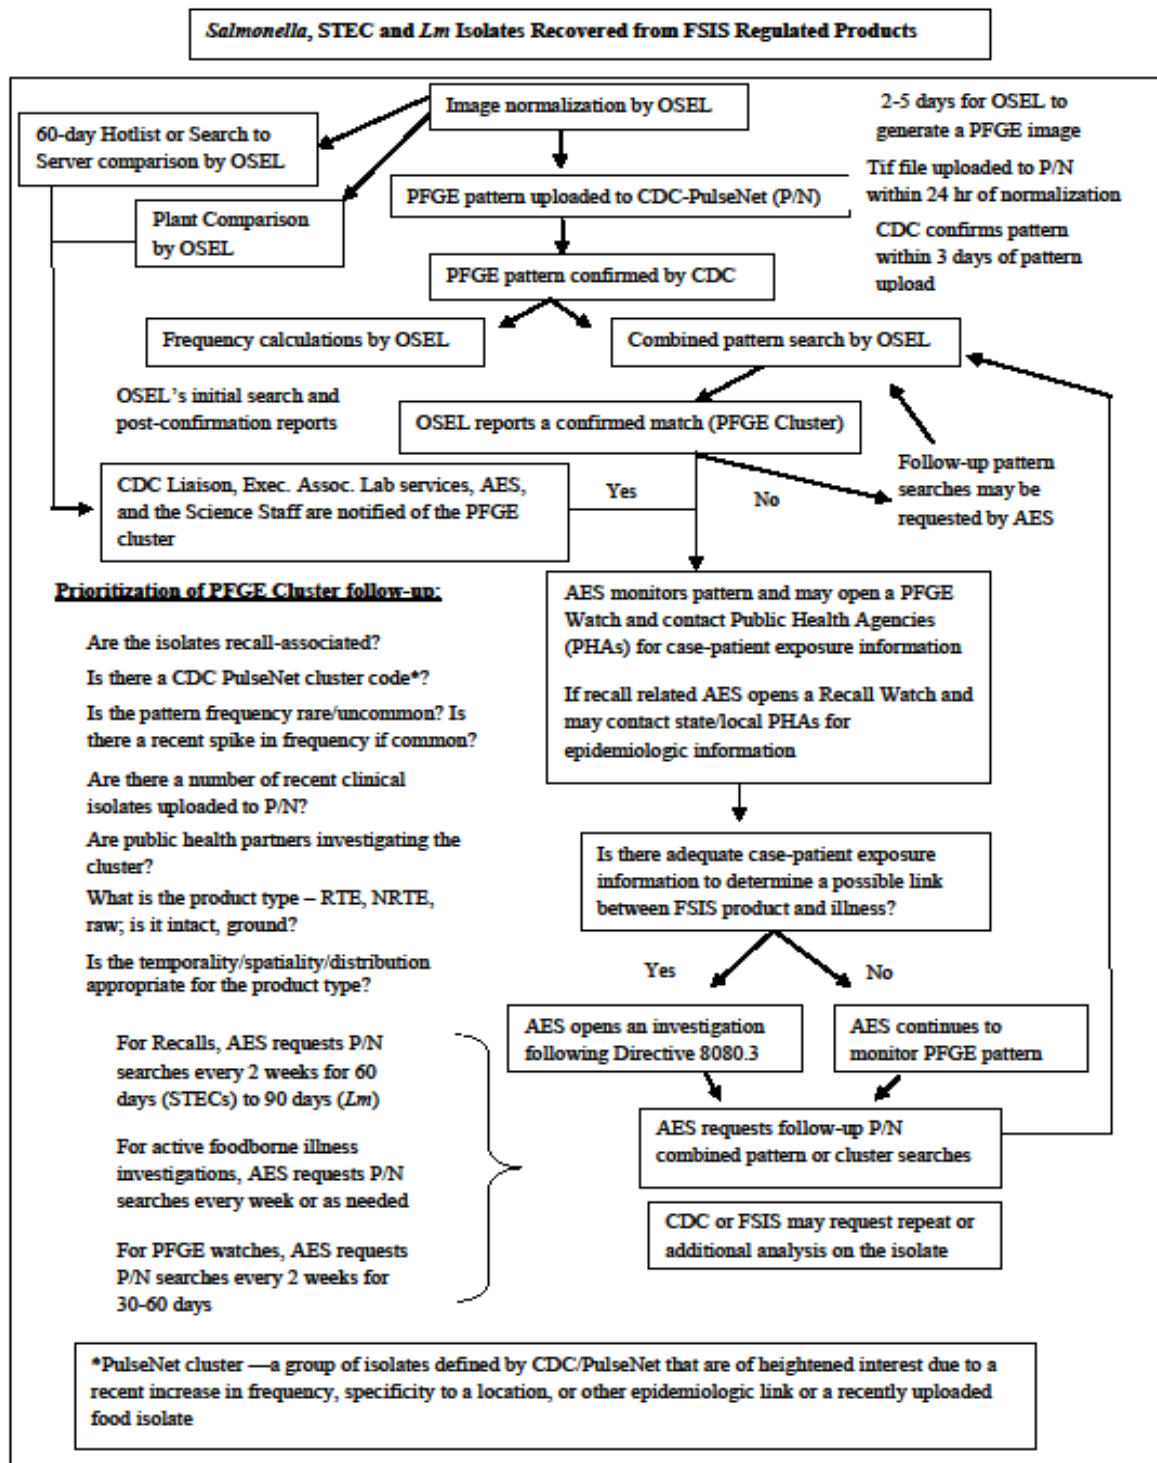 Salmonella, STEC and Lm Isolates Recovered from FSIS Regulated Products
Image normalization by OSEL
2-5 days for OSEL to
generate a PFGE image
60-day Hotlist or Search to
Server comparison by OSEL
Tif file uploaded to P/N
within 24 hr of normalization
PFGE pattern uploaded to CDC-PulseNet (P/N)
Plant Comparison
by OSEL
CDC confirms pattern
within 3 days of pattern
upload
PFGE pattern confirmed by CDC
Frequency calculations by OSEL
Combined pattern search by OSEL
OSEL's initial search and
post-confirmation reports
OSEL reports a confirmed match (PFGE Cluster)
Follow-up pattern
searches may be
requested by AES
CDC Liaison, Exec. Assoc. Lab services, AES,
and the Science Staff are notified of the PFGE
cluster
Yes
No
Prioritization of PFGE Cluster follow-up:
Are the isolates recall-associated?
Is there a CDC PulseNet cluster code*?
Is the pattern frequency rare/uncommon? Is
there a recent spike in frequency if common?
Are there a number of recent clinical
isolates uploaded to P/N?
Are public health partners investigating the
cluster?
What is the product type – RTE, NRTE,
raw; is it intact, ground?
Is the temporality/spatiality/distribution
appropriate for the product type?
AES monitors pattern and may open a PFGE
Watch and contact Public Health Agencies
(PHAs) for case-patient exposure information
If recall related AES opens a Recall Watch and
may contact state/local PHAs for
epidemiologic information
Is there adequate case-patient exposure
information to determine a possible link
between FSIS product and illness?
Yes
No
AES opens an investigation
following Directive 8080.3
AES continues to
monitor PFGE pattern
For Recalls, AES requests P/N
searches every 2 weeks for 60
days (STECs) to 90 days (Lm)
For active foodborne illness
investigations, AES requests P/N
searches every week or as needed
For PFGE watches, AES requests
P/N searches every 2 weeks for
30-60 days
AES requests follow-up P/N
combined pattern or cluster searches
CDC or FSIS may request repeat or
additional analysis on the isolate
*PulseNet cluster —a group of isolates defined by CDC/PulseNet that are of heightened interest due to a
recent increase in frequency, specificity to a location, or other epidemiologic link or a recently uploaded
food isolate